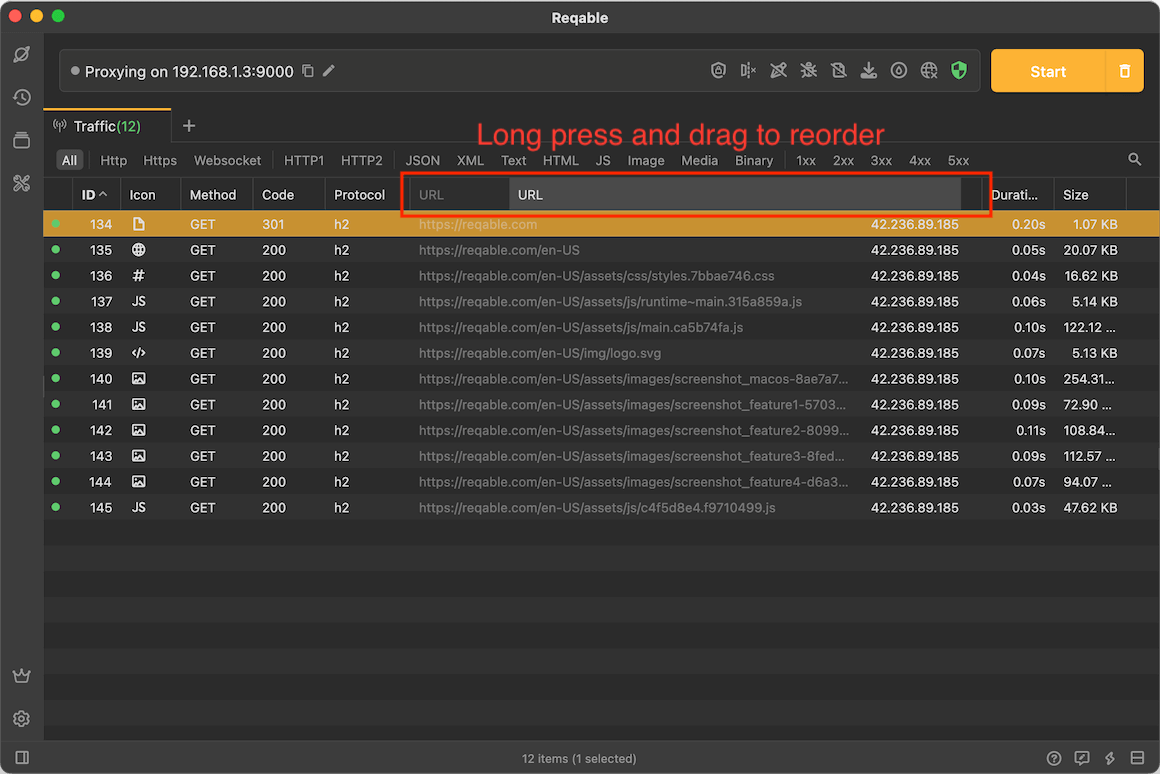 Reqable
Proxying on 192.168.1.3:9000
Start
Traffic(12)
Long press and drag to reorder
All Http Https Websocket HTTP1 HTTP2 JSON XML Text HTML JS Image Media Binary 1xx 2xx 3xx 4xx 5xx
ID Icon Method Code Protocol URL URL Durati... Size
134 GET 301 h2 https://reqable.com 42.236.89.185 0.20s 1.07 KB
135 GET 200 h2 https://reqable.com/en-US 42.236.89.185 0.05s 20.07 KB
136 # GET 200 h2 https://reqable.com/en-US/assets/css/styles.7bbae746.css 42.236.89.185 0.04s 16.62 KB
137 JS GET 200 h2 https://reqable.com/en-US/assets/js/runtime~main.315a859a.js 42.236.89.185 0.06s 5.14 KB
138 JS GET 200 h2 https://reqable.com/en-US/assets/js/main.ca5b74fa.js 42.236.89.185 0.10s 122.12 ...
139 </> GET 200 h2 https://reqable.com/en-US/img/logo.svg 42.236.89.185 0.07s 5.13 KB
140 GET 200 h2 https://reqable.com/en-US/assets/images/screenshot_macos-8ae7a7... 42.236.89.185 0.10s 254.31...
141 GET 200 h2 https://reqable.com/en-US/assets/images/screenshot_feature1-5703... 42.236.89.185 0.09s 72.90 ...
142 GET 200 h2 https://reqable.com/en-US/assets/images/screenshot_feature2-8099... 42.236.89.185 0.11s 108.84...
143 GET 200 h2 https://reqable.com/en-US/assets/images/screenshot_feature3-8fed... 42.236.89.185 0.09s 112.57 ...
144 GET 200 h2 https://reqable.com/en-US/assets/images/screenshot_feature4-d6a3... 42.236.89.185 0.07s 94.07 ...
145 JS GET 200 h2 https://reqable.com/en-US/assets/js/c4f5d8e4.f9710499.js 42.236.89.185 0.03s 47.62 KB
12 items (1 selected)